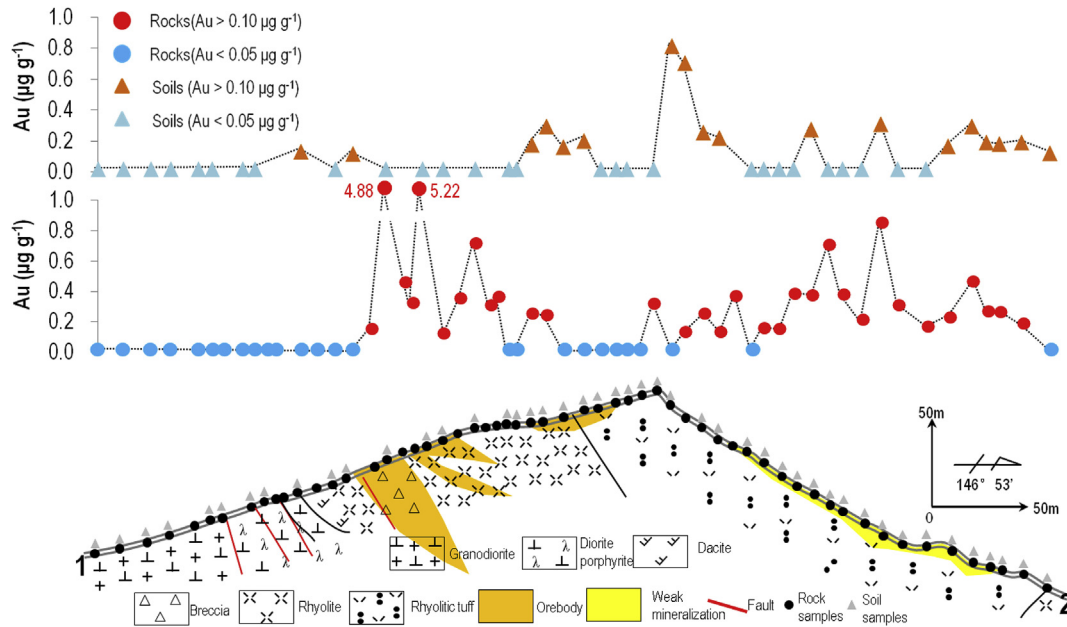 1.0
0.8
0.6
0.4
0.2
0.0
Au (µg g⁻¹)
Rocks(Au > 0.10 µg g⁻¹)
Rocks(Au < 0.05 µg g⁻¹)
Soils (Au > 0.10 µg g⁻¹)
Soils (Au < 0.05 µg g⁻¹)
4.88
5.22
1.0
0.8
0.6
0.4
0.2
0.0
Au (µg g⁻¹)
50m
146° 53'
0
50m
1
2
Granodiorite
Diorite
porphyrite
Dacite
Breccia
Rhyolite
Rhyolitic tuff
Orebody
Weak
mineralization
Fault
Rock
samples
Soil
samples